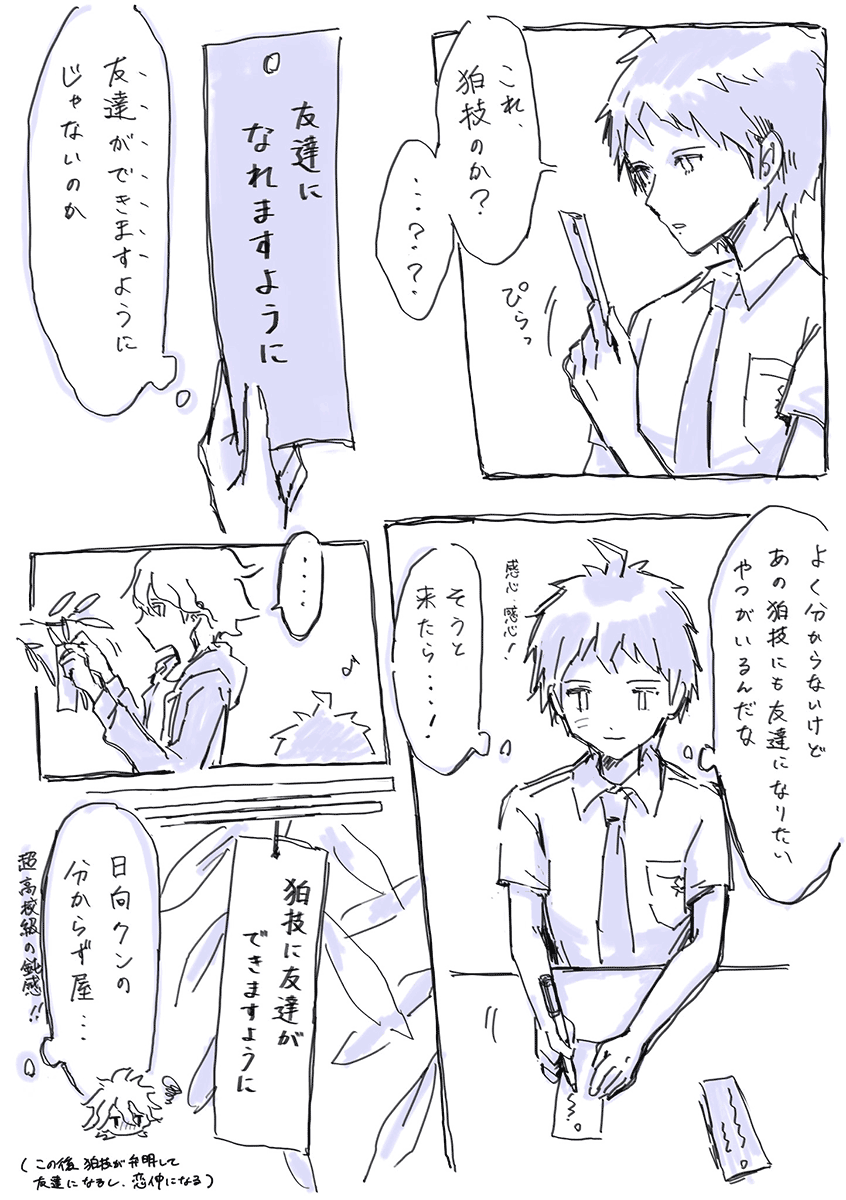 これ、
狛技のか？
…？？
ぴらっ
友達に
なれますように
友達ができますように
じゃないのか
よく分からないけど
あの狛技にも友達になりたい
やつがいるんだな
感心感心！
そうと
来たら…！
・・・・
♪
狛技に友達が
できますように
日向クンの
分からず屋…
超高校級の鈍感!!
(この後狛技が弁明して
友達になるし、恋仲になる)